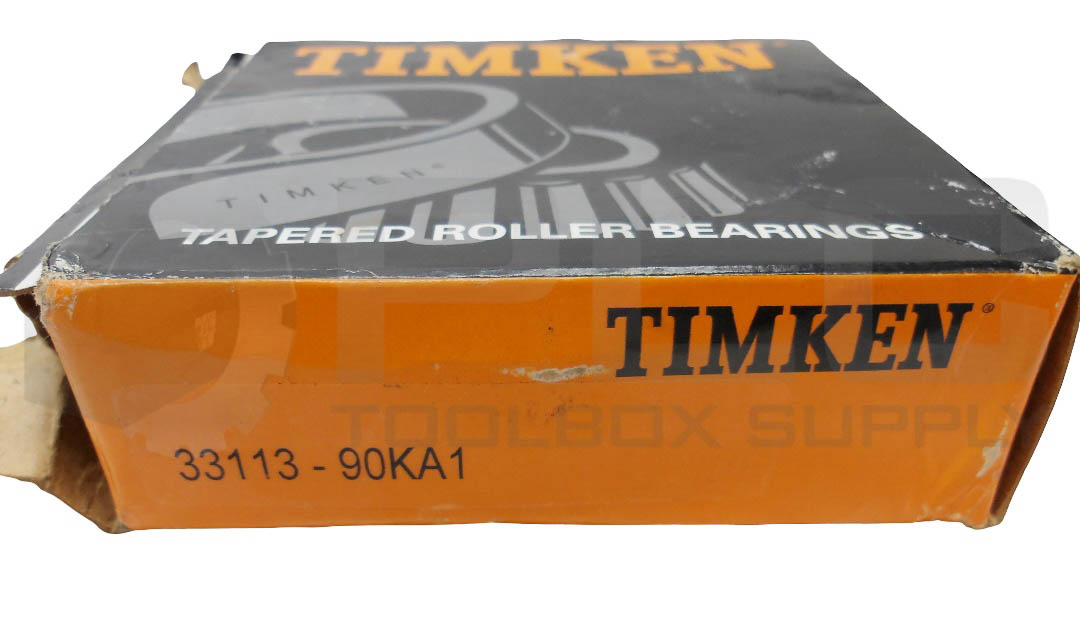 TIMKEN
TIMKEN®
TAPERED ROLLER BEARINGS
TIMKEN®
TOOLBOX SUPPLY
33113 - 90KA1